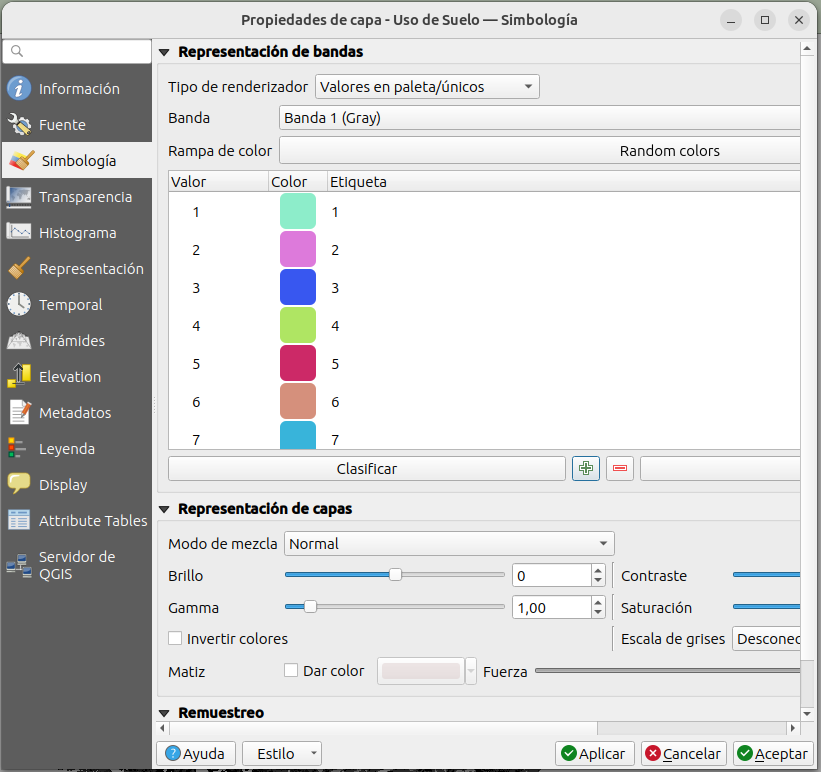 Propiedades de capa - Uso de Suelo — Simbología
Información
Fuente
Simbología
Transparencia
Histograma
Representación
Temporal
Pirámides
Elevation
Metadatos
Leyenda
Display
Attribute Tables
Servidor de
QGIS
Representación de bandas
Tipo de renderizador Valores en paleta/únicos
Banda Banda 1 (Gray)
Rampa de color Random colors
Valor Color Etiqueta
1 1
2 2
3 3
4 4
5 5
6 6
7 7
Clasificar
Representación de capas
Modo de mezcla Normal
Brillo 0 Contraste
Gamma 1,00 Saturación
Invertir colores Escala de grises Desconec
Matiz Dar color Fuerza
Remuestreo
Ayuda Estilo Aplicar Cancelar Aceptar